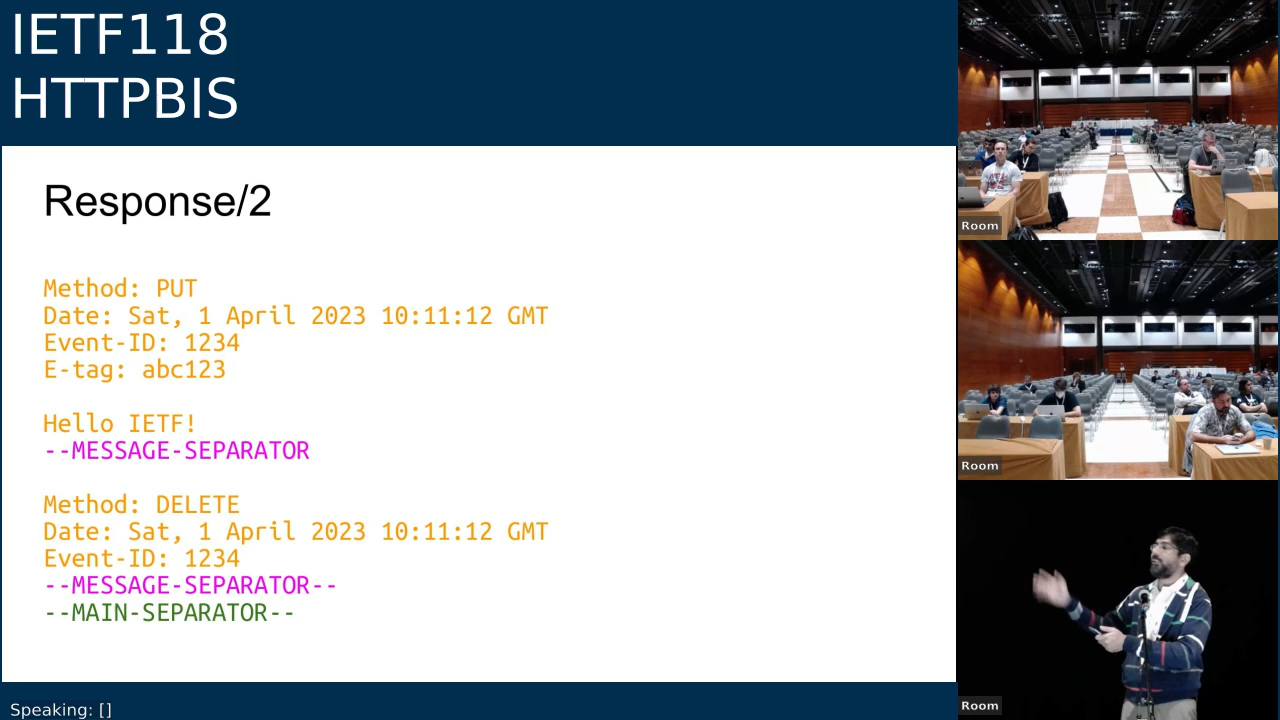 IETF118
HTTPBIS
Response/2
Method: PUT
Date: Sat, 1 April 2023 10:11:12 GMT
Event-ID: 1234
E-tag: abc123
Hello IETF!
--MESSAGE-SEPARATOR
Method: DELETE
Date: Sat, 1 April 2023 10:11:12 GMT
Event-ID: 1234
--MESSAGE-SEPARATOR--
--MAIN-SEPARATOR--
Speaking: []
Room
Room
Room